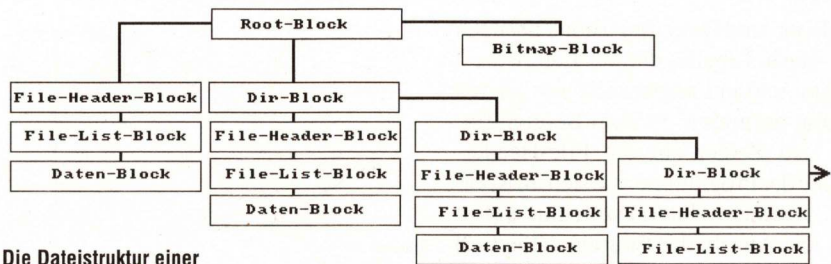 Root-Block
Bitmap-Block
File-Header-Block
Dir-Block
File-List-Block
File-Header-Block
Dir-Block
Daten-Block
File-List-Block
File-Header-Block
Dir-Block
Daten-Block
File-List-Block
File-Header-Block
Daten-Block
File-List-Block
Die Dateistruktur einer